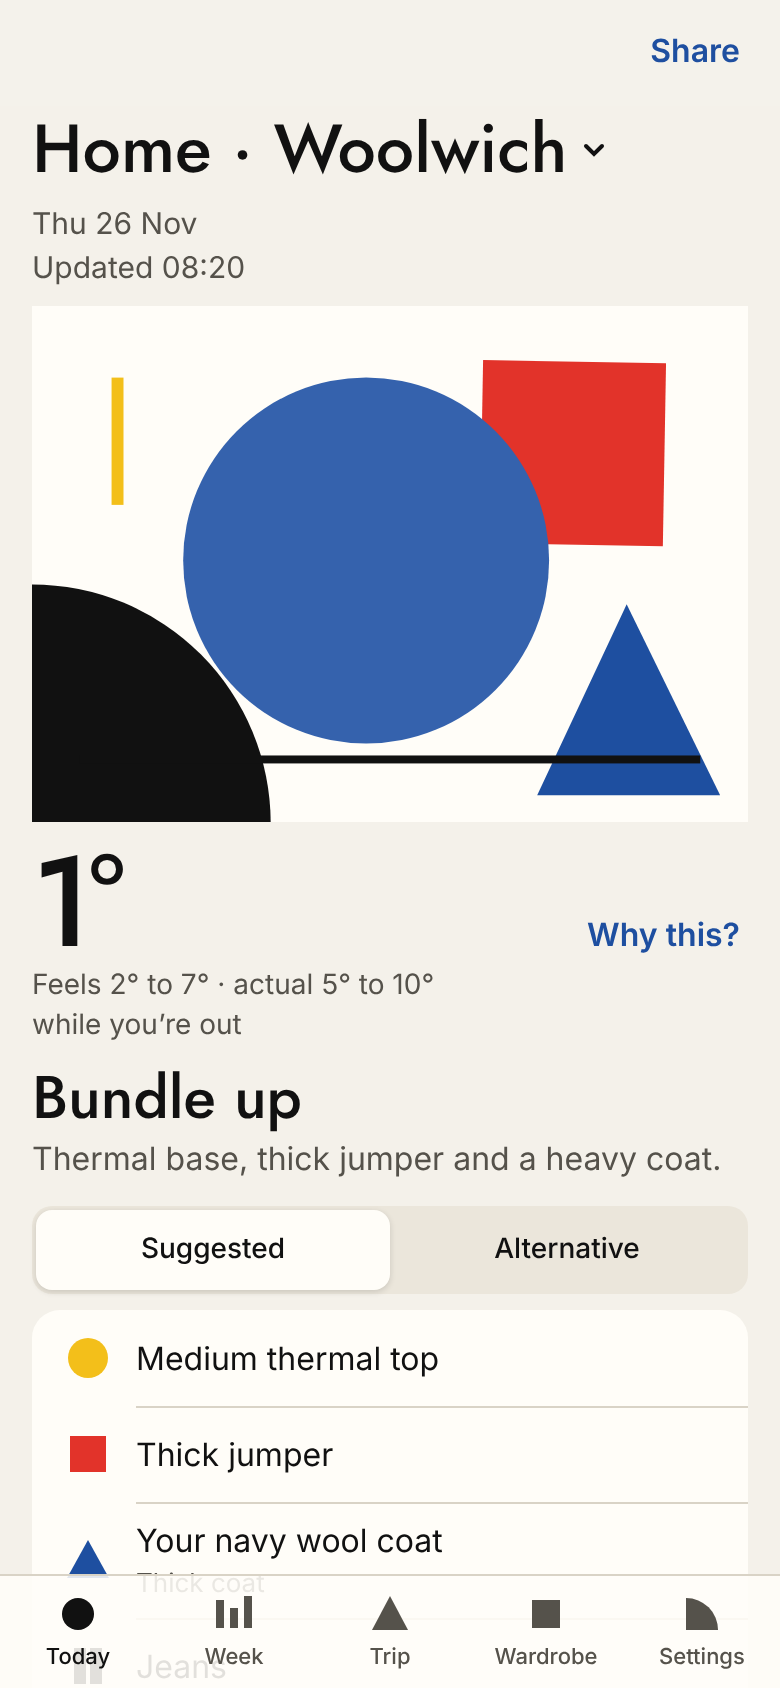 Share
Home · Woolwich
Thu 26 Nov
Updated 08:20
1°
Why this?
Feels 2° to 7° · actual 5° to 10°
while you’re out
Bundle up
Thermal base, thick jumper and a heavy coat.
Suggested
Alternative
Medium thermal top
Thick jumper
Your navy wool coat
Thick coat
Jeans
Today
Week
Trip
Wardrobe
Settings